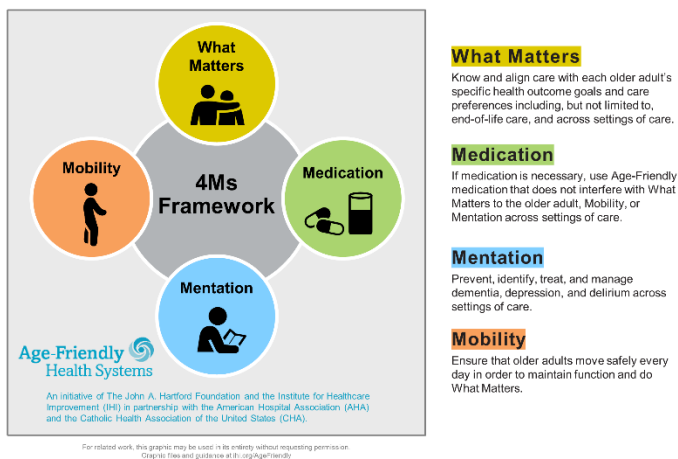 What
Matters
Mobility
4Ms
Framework
Medication
Mentation
Age-Friendly
Health Systems
An initiative of The John A. Hartford Foundation and the Institute for Healthcare
Improvement (IHI) in partnership with the American Hospital Association (AHA)
and the Catholic Health Association of the United States (CHA).
For related work, this graphic may be used in its entirety without requesting permission.
Graphic files and guidance at ihi.org/AgeFriendly
What Matters
Know and align care with each older adult's
specific health outcome goals and care
preferences including, but not limited to,
end-of-life care, and across settings of care.
Medication
If medication is necessary, use Age-Friendly
medication that does not interfere with What
Matters to the older adult, Mobility, or
Mentation across settings of care.
Mentation
Prevent, identify, treat, and manage
dementia, depression, and delirium across
settings of care.
Mobility
Ensure that older adults move safely every
day in order to maintain function and do
What Matters.